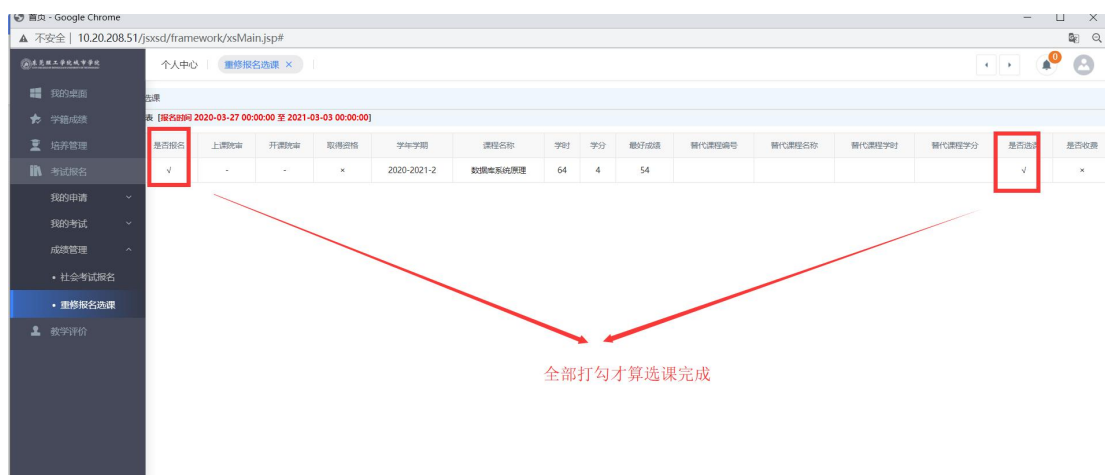 首页 - Google Chrome
不安全 | 10.20.208.51/jsxsd/framework/xsMain.jsp#
个人中心 重修报名选课 × 0
我的桌面
学籍成绩
培养管理
考试报名
我的申请
我的考试
成绩管理
• 社会考试报名
• 重修报名选课
教学评价
选课
表 [报名时间 2020-03-27 00:00:00 至 2021-03-03 00:00:00]
是否报名 上课院审 开课院审 取得资格 学年学期 课程名称 学时 学分 最好成绩 替代课程编号 替代课程名称 替代课程学时 替代课程学分 是否选课 是否收费
√ - - × 2020-2021-2 数据库系统原理 64 4 54 √ ×
全部打勾才算选课完成